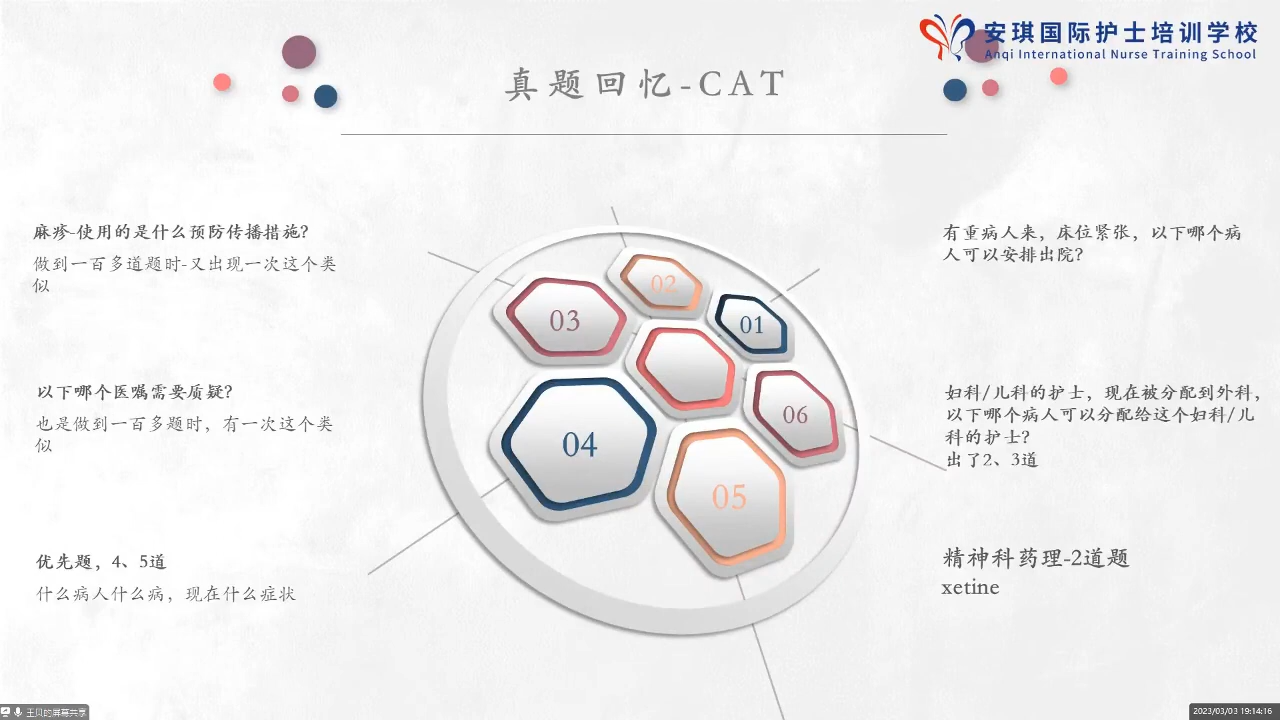 安琪国际护士培训学校
Anqi International Nurse Training School
真题回忆-CAT
麻疹-使用的是什么预防传播措施？
做到一百多道题时-又出现一次这个类
似
以下哪个医嘱需要质疑？
也是做到一百多题时，有一次这个类
似
优先题，4、5道
什么病人什么病，现在什么症状
02
03
01
06
04
05
有重病人来，床位紧张，以下哪个病
人可以安排出院？
妇科/儿科的护士，现在被分配到外科，
以下哪个病人可以分配给这个妇科/儿
科的护士？
出了2、3道
精神科药理-2道题
xetine
王贝的屏幕共享
2023/03/03 19:14:16